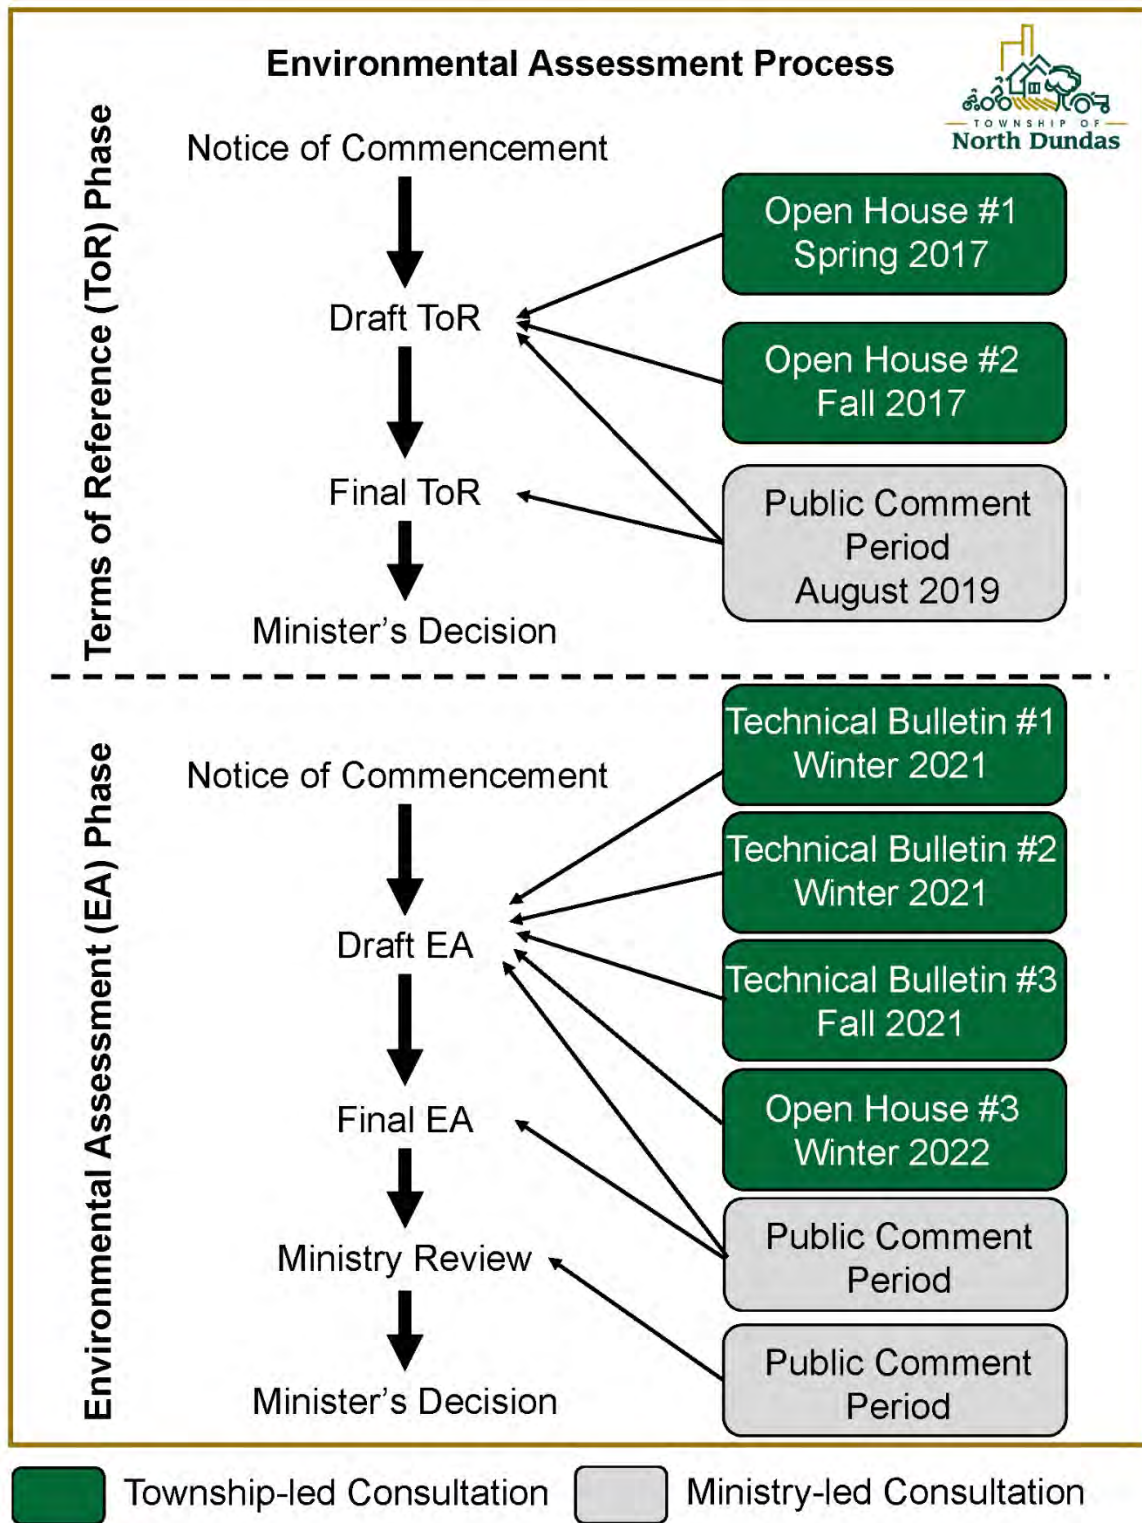 Environmental Assessment Process
TOWNSHIP OF
North Dundas
Terms of Reference (ToR) Phase
Notice of Commencement
Open House #1
Spring 2017
Draft ToR
Open House #2
Fall 2017
Final ToR
Public Comment
Period
August 2019
Minister's Decision
Environmental Assessment (EA) Phase
Technical Bulletin #1
Winter 2021
Notice of Commencement
Technical Bulletin #2
Winter 2021
Draft EA
Technical Bulletin #3
Fall 2021
Final EA
Open House #3
Winter 2022
Ministry Review
Public Comment
Period
Minister's Decision
Public Comment
Period
Township-led Consultation
Ministry-led Consultation